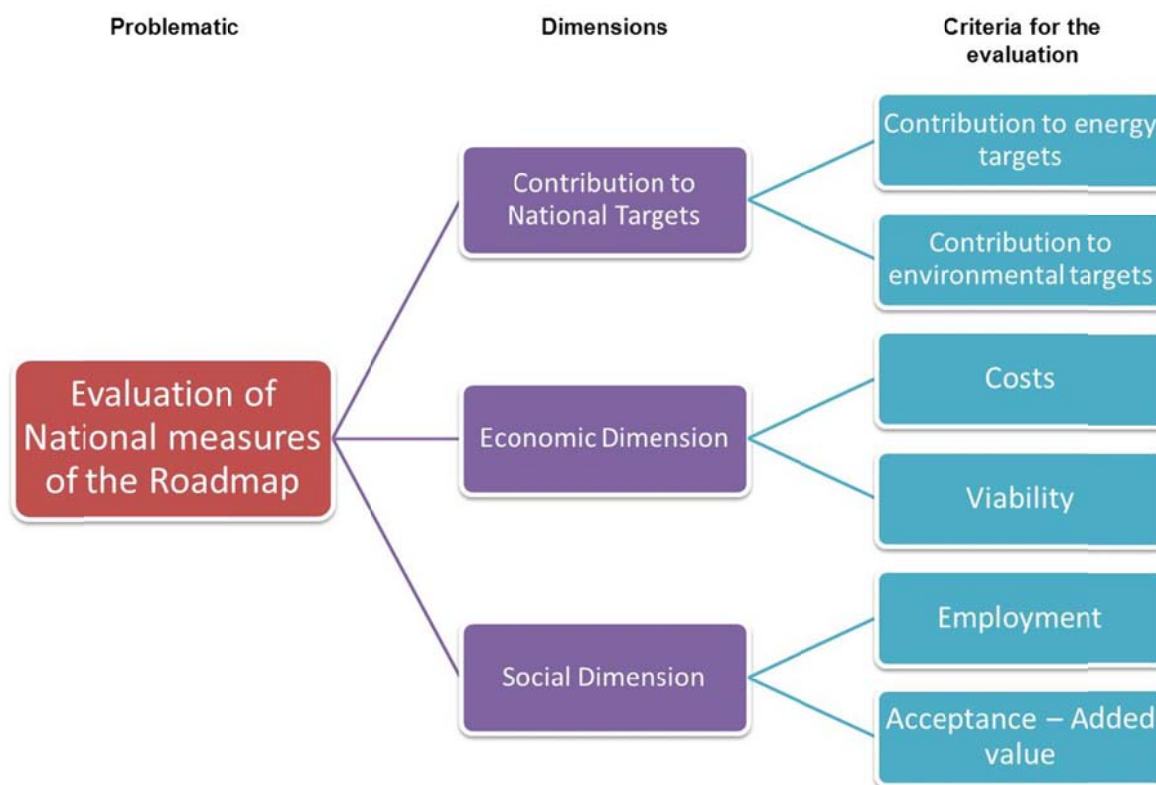 Problematic
Dimensions
Criteria for the
evaluation
Contribution to energy
targets
Contribution to
National Targets
Contribution to
environmental targets
Evaluation of
National measures
of the Roadmap
Economic Dimension
Costs
Viability
Social Dimension
Employment
Acceptance – Added
value